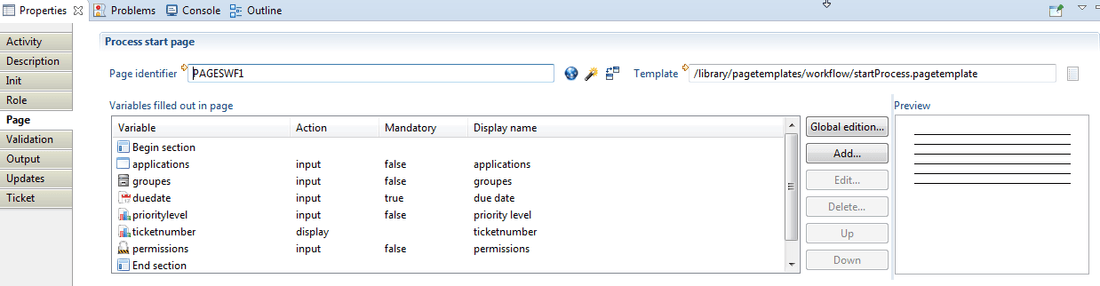 Properties Problems Console Outline
Activity
Description
Init
Role
Page
Validation
Output
Updates
Ticket
Process start page
Page identifier PAGESWF1 Template /library/pagetemplates/workflow/startProcess.pagetemplate
Variables filled out in page
Variable Action Mandatory Display name
Begin section
applications input false applications
groupes input false groupes
duedate input true due date
prioritylevel input false priority level
ticketnumber display ticketnumber
permissions input false permissions
End section
Global edition...
Add...
Edit...
Delete...
Up
Down
Preview